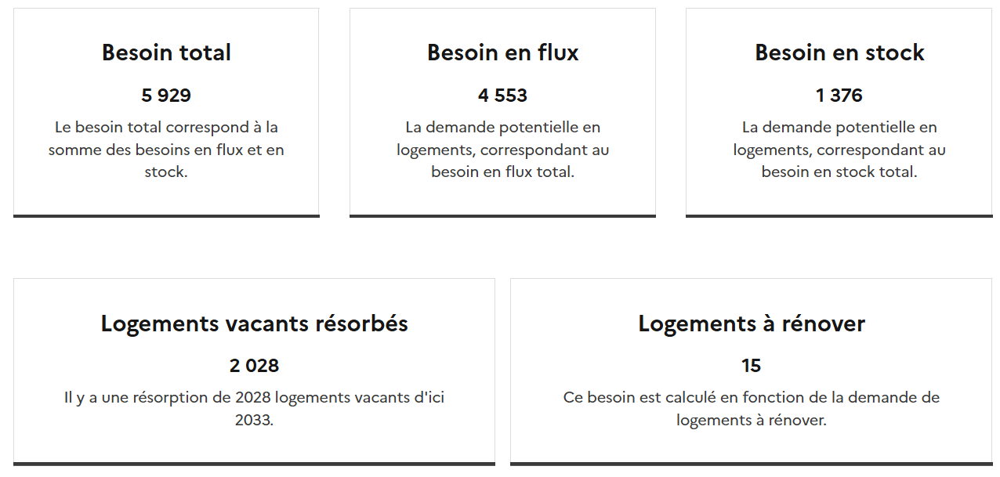 Besoin total
5 929
Le besoin total correspond à la
somme des besoins en flux et en
stock.
Besoin en flux
4 553
La demande potentielle en
logements, correspondant au
besoin en flux total.
Besoin en stock
1 376
La demande potentielle en
logements, correspondant au
besoin en stock total.
Logements vacants résorbés
2 028
Il y a une résorption de 2028 logements vacants d'ici
2033.
Logements à rénover
15
Ce besoin est calculé en fonction de la demande de
logements à rénover.